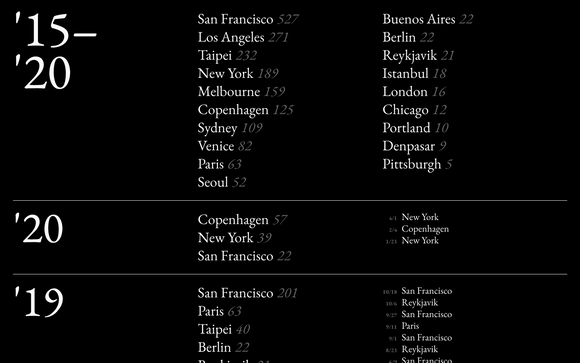 '15–
'20
San Francisco 527
Los Angeles 271
Taipei 232
New York 189
Melbourne 159
Copenhagen 125
Sydney 109
Venice 82
Paris 63
Seoul 52
Buenos Aires 22
Berlin 22
Reykjavik 21
Istanbul 18
London 16
Chicago 12
Portland 10
Denpasar 9
Pittsburgh 5
'20
Copenhagen 57
New York 39
San Francisco 22
4/1 New York
2/4 Copenhagen
1/21 New York
'19
San Francisco 201
Paris 63
Taipei 40
Berlin 22
10/18 San Francisco
10/6 Reykjavik
9/27 San Francisco
9/11 Paris
9/1 San Francisco
8/23 Reykjavik
San Francisco